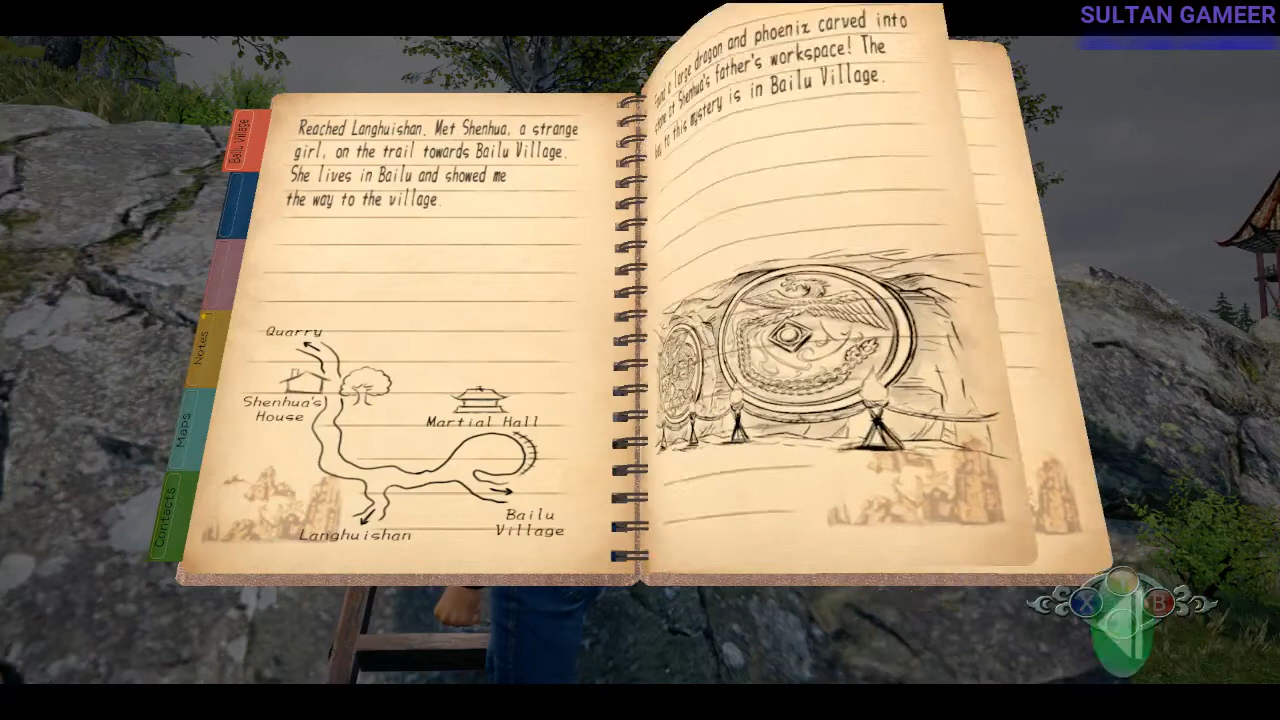 SULTAN GAMEER
Bailu Village
Notes
Maps
Contacts
Reached Langhuishan. Met Shenhua, a strange
girl, on the trail towards Bailu Village.
She lives in Bailu and showed me
the way to the village.
Quarry
Shenhua's
House
Martial Hall
Bailu
Village
Langhuishan
a large dragon and phoenix carved into
at Shenhua's father's workspace! The
to this mystery is in Bailu Village.
X
B